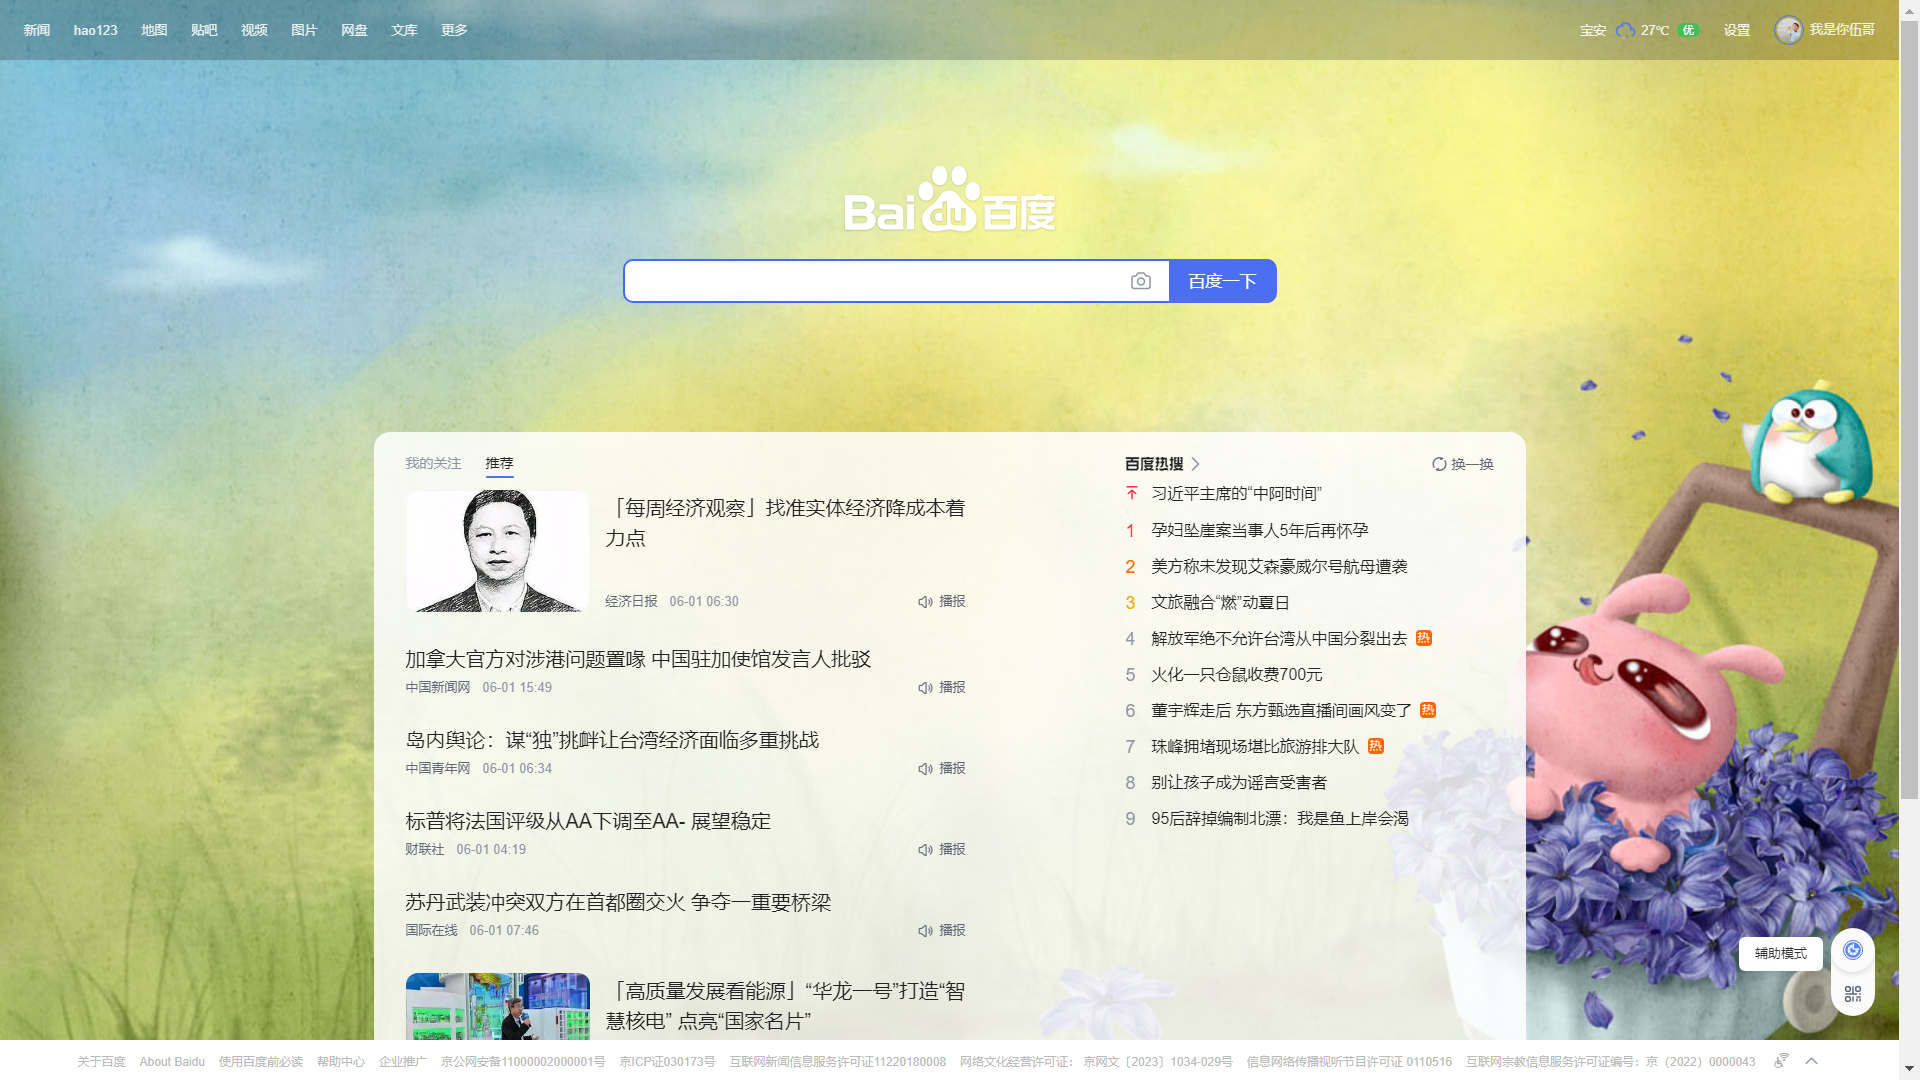 新闻 hao123 地图 贴吧 视频 图片 网盘 文库 更多
宝安 27℃ 优 设置 我是你伍哥
Bai du 百度
百度一下
我的关注 推荐
「每周经济观察」找准实体经济降成本着
力点
经济日报 06-01 06:30 播报
加拿大官方对涉港问题置喙 中国驻加使馆发言人批驳
中国新闻网 06-01 15:49 播报
岛内舆论：谋“独”挑衅让台湾经济面临多重挑战
中国青年网 06-01 06:34 播报
标普将法国评级从AA下调至AA- 展望稳定
财联社 06-01 04:19 播报
苏丹武装冲突双方在首都圈交火 争夺一重要桥梁
国际在线 06-01 07:46 播报
「高质量发展看能源」“华龙一号”打造“智
慧核电” 点亮“国家名片”
百度热搜 换一换
习近平主席的“中阿时间”
1 孕妇坠崖案当事人5年后再怀孕
2 美方称未发现艾森豪威尔号航母遭袭
3 文旅融合“燃”动夏日
4 解放军绝不允许台湾从中国分裂出去 热
5 火化一只仓鼠收费700元
6 董宇辉走后 东方甄选直播间画风变了 热
7 珠峰拥堵现场堪比旅游排大队 热
8 别让孩子成为谣言受害者
9 95后辞掉编制北漂：我是鱼上岸会渴
辅助模式
关于百度 About Baidu 使用百度前必读 帮助中心 企业推广 京公网安备11000002000001号 京ICP证030173号 互联网新闻信息服务许可证11220180008 网络文化经营许可证： 京网文〔2023〕1034-029号 信息网络传播视听节目许可证 0110516 互联网宗教信息服务许可证编号：京（2022）0000043